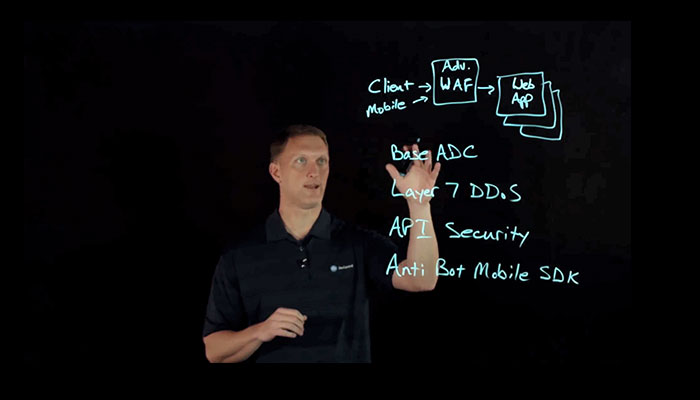 Adv.
WAF
Client
Mobile
Web
App
Base ADC
Layer 7 DDoS
API Security
Anti Bot Mobile SDK